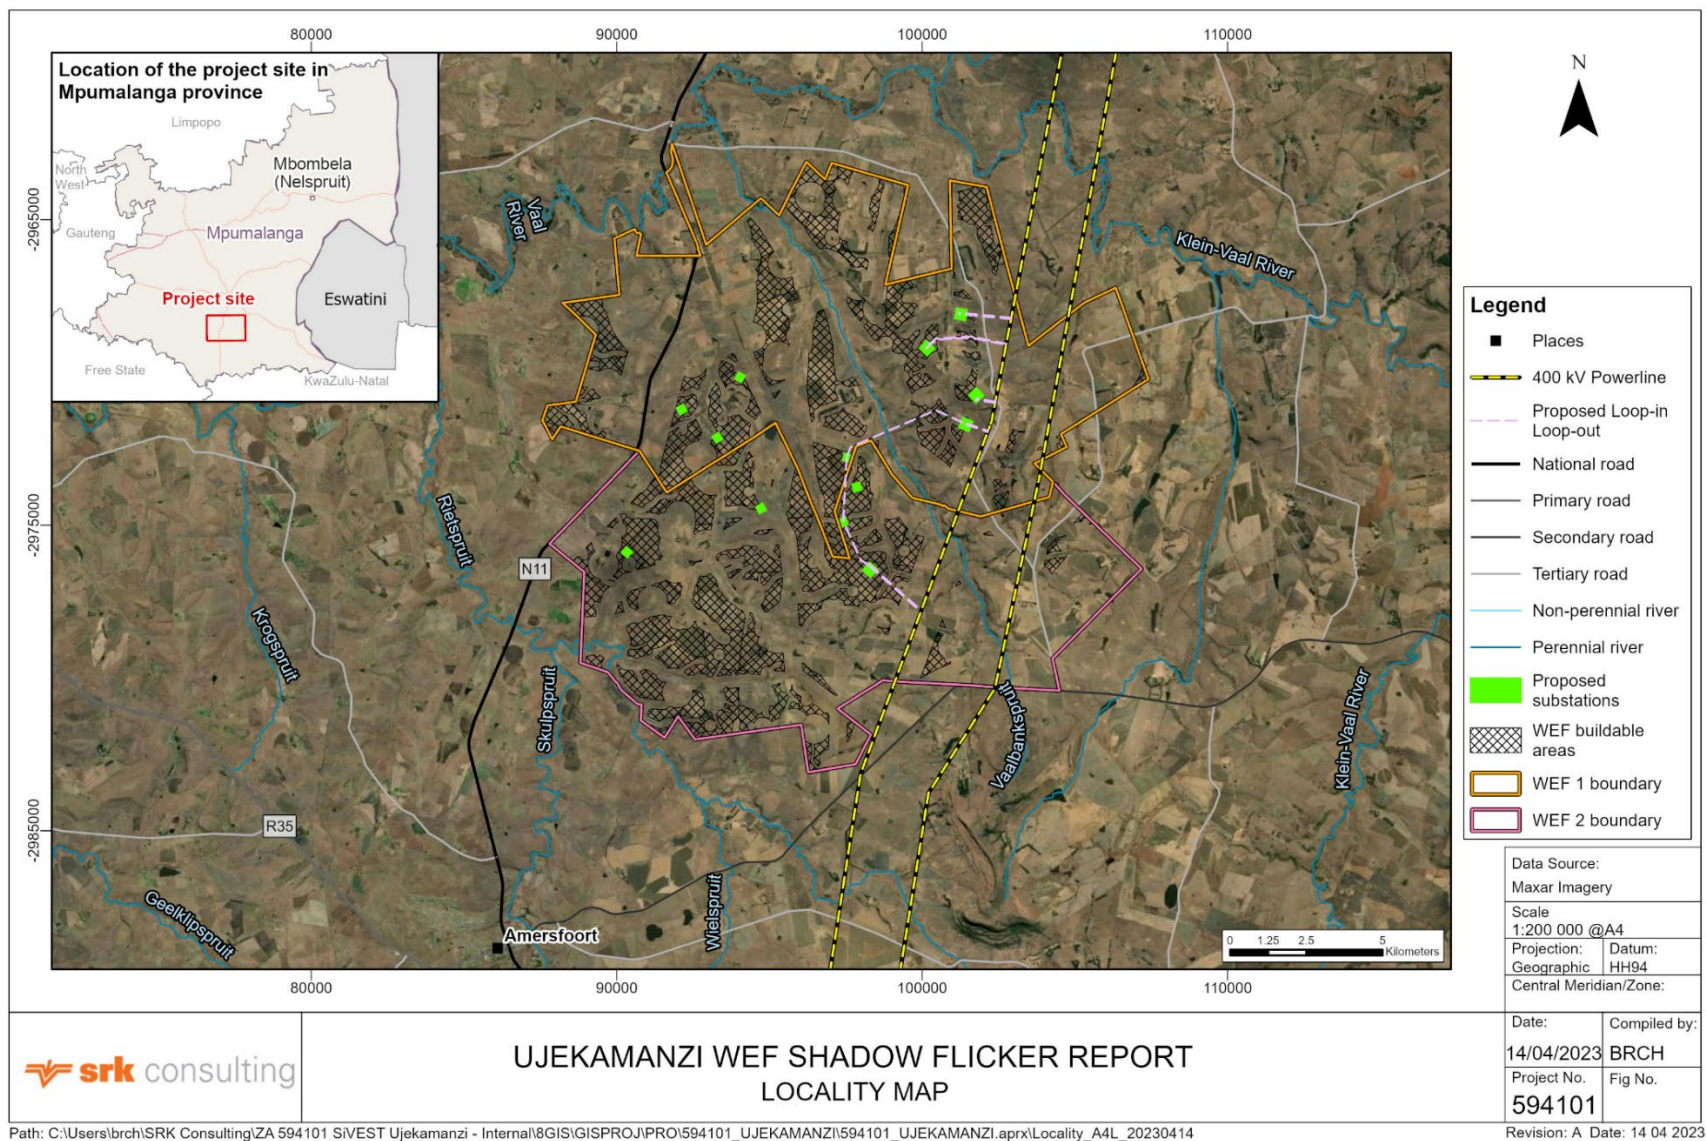 80000
90000
100000
110000
Location of the project site in
Mpumalanga province
Limpopo
North
West
Mbombela
(Nelspruit)
Gauteng
Mpumalanga
Project site
Eswatini
Free State
KwaZulu-Natal
-2965000
-2975000
-2985000
Vaal
River
Klein-Vaal River
Rietspruit
N11
Krogspruit
Skulpspruit
Vaalbankspruit
Klein-Vaal River
R35
Geelklipspruit
Wielspruit
Amersfoort
0 1.25 2.5 5
Kilometers
80000
90000
100000
110000
N
Legend
Places
400 kV Powerline
Proposed Loop-in
Loop-out
National road
Primary road
Secondary road
Tertiary road
Non-perennial river
Perennial river
Proposed
substations
WEF buildable
areas
WEF 1 boundary
WEF 2 boundary
Data Source:
Maxar Imagery
Scale
1:200 000 @A4
Projection:
Geographic
Datum:
HH94
Central Meridian/Zone:
Date:
14/04/2023
Compiled by:
BRCH
Project No.
594101
Fig No.
srk consulting
UJEKAMANZI WEF SHADOW FLICKER REPORT
LOCALITY MAP
Path: C:\Users\brch\SRK Consulting\ZA 594101 SiVEST Ujekamanzi - Internal\8GIS\GISPROJ\PRO\594101_UJEKAMANZI\594101_UJEKAMANZI.aprx\Locality_A4L_20230414
Revision: A Date: 14 04 2023